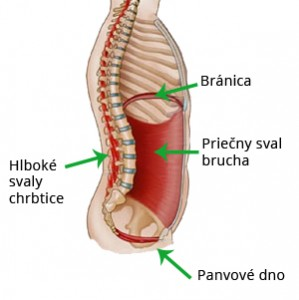 Bránica
Priečny sval
brucha
Hlboké
svaly
chrbtice
Panvové dno